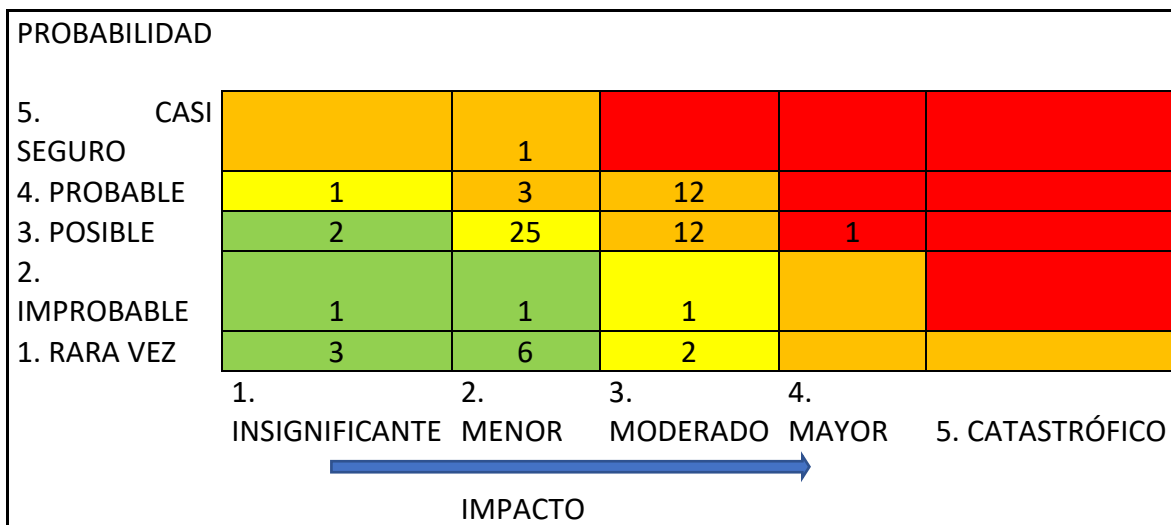 PROBABILIDAD
5. CASI
SEGURO 1
4. PROBABLE 1 3 12
3. POSIBLE 2 25 12 1
2.
IMPROBABLE 1 1 1
1. RARA VEZ 3 6 2
1. 2. 3. 4.
INSIGNIFICANTE MENOR MODERADO MAYOR 5. CATASTRÓFICO
IMPACTO